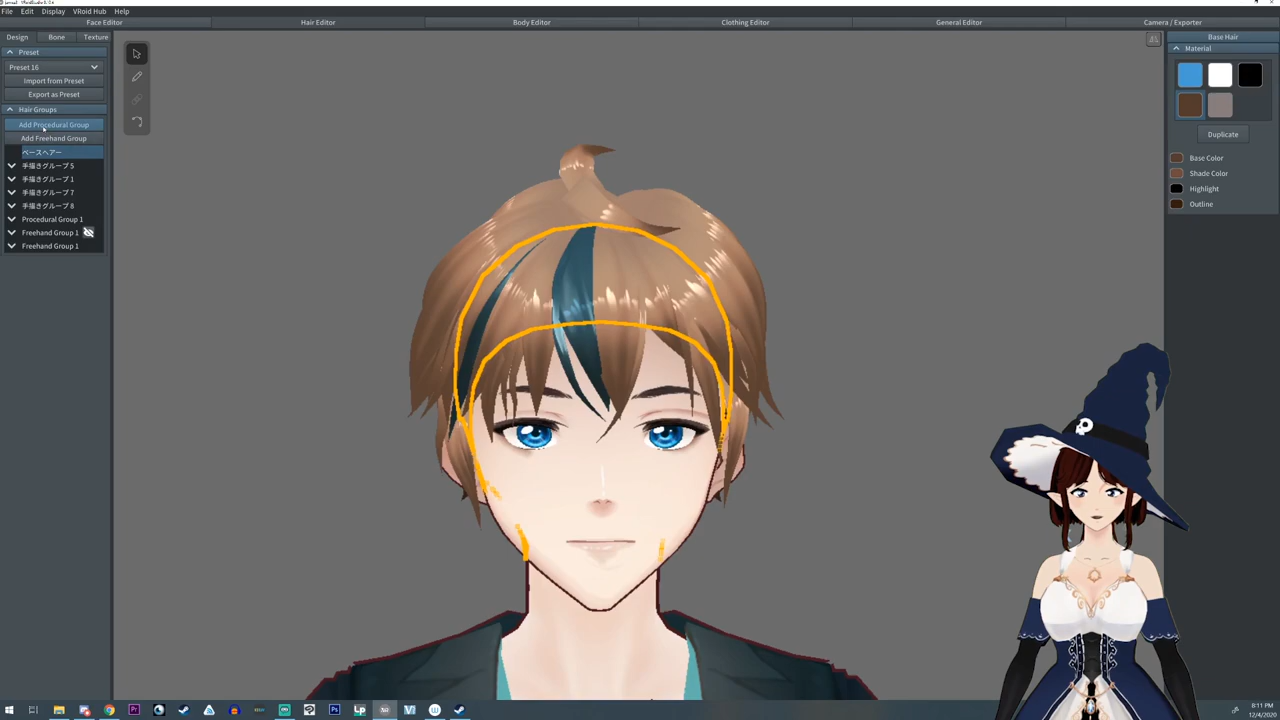 File Edit View VRoid Hub Help
Face Editor Hair Editor Body Editor Clothing Editor General Editor Camera / Exporter
Design Bone Texture
Preset
Preset 16
Import from Preset
Export as Preset
Hair Groups
Add Procedural Group
Add Freehand Group
ベースヘアー
手描きグループ 5
手描きグループ 1
手描きグループ 7
手描きグループ 8
Procedural Group 1
Freehand Group 1
Freehand Group 1
Base Hair
Material
Duplicate
Base Color
Shade Color
Highlight
Outline
8:11 PM
12/4/2020